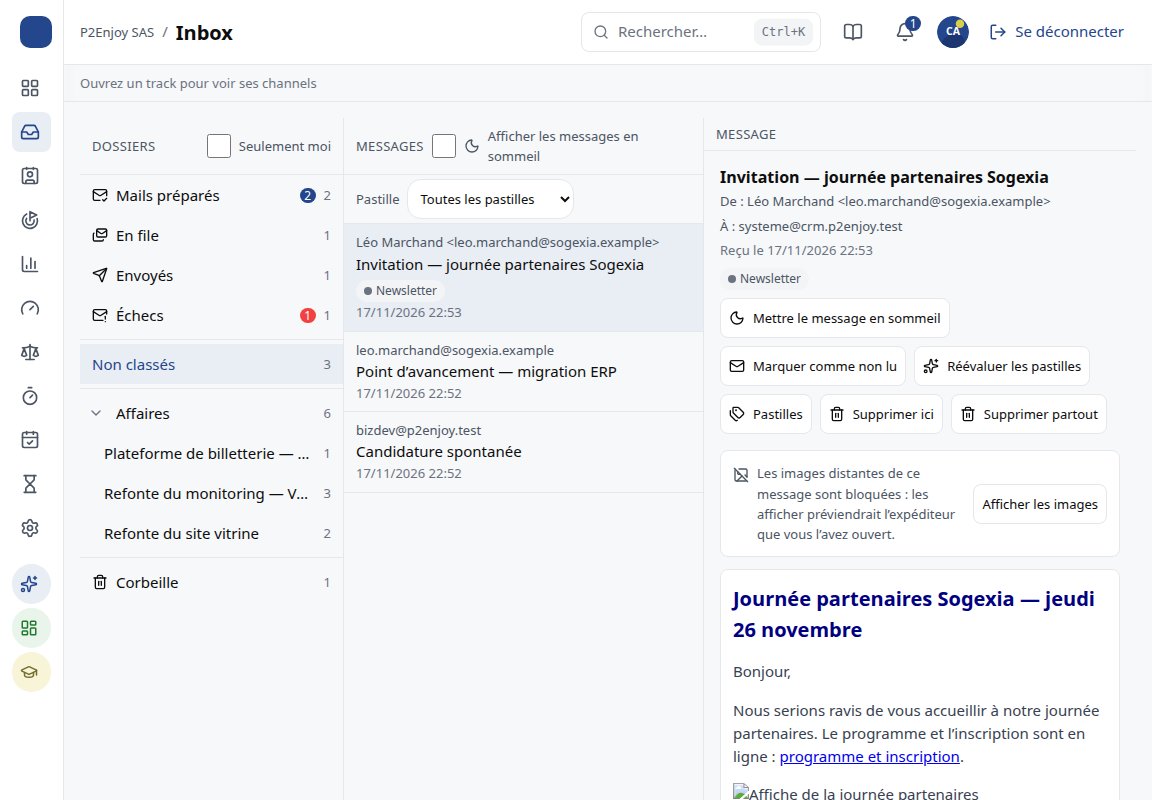 P2Enjoy SAS / Inbox
Rechercher… Ctrl+K
1
CA
Se déconnecter
Ouvrez un track pour voir ses channels
DOSSIERS
Seulement moi
Mails préparés 2 2
En file 1
Envoyés 1
Échecs 1 1
Non classés 3
Affaires 6
Plateforme de billetterie — … 1
Refonte du monitoring — V… 3
Refonte du site vitrine 2
Corbeille 1
MESSAGES
Afficher les messages en
sommeil
Pastille Toutes les pastilles
Léo Marchand <leo.marchand@sogexia.example>
Invitation — journée partenaires Sogexia
Newsletter
17/11/2026 22:53
leo.marchand@sogexia.example
Point d’avancement — migration ERP
17/11/2026 22:52
bizdev@p2enjoy.test
Candidature spontanée
17/11/2026 22:52
MESSAGE
Invitation — journée partenaires Sogexia
De : Léo Marchand <leo.marchand@sogexia.example>
À : systeme@crm.p2enjoy.test
Reçu le 17/11/2026 22:53
Newsletter
Mettre le message en sommeil
Marquer comme non lu
Réévaluer les pastilles
Pastilles
Supprimer ici
Supprimer partout
Les images distantes de ce
message sont bloquées : les
afficher préviendrait l’expéditeur
que vous l’avez ouvert.
Afficher les images
Journée partenaires Sogexia — jeudi
26 novembre
Bonjour,
Nous serions ravis de vous accueillir à notre journée
partenaires. Le programme et l’inscription sont en
ligne : programme et inscription.
Affiche de la journée partenaires